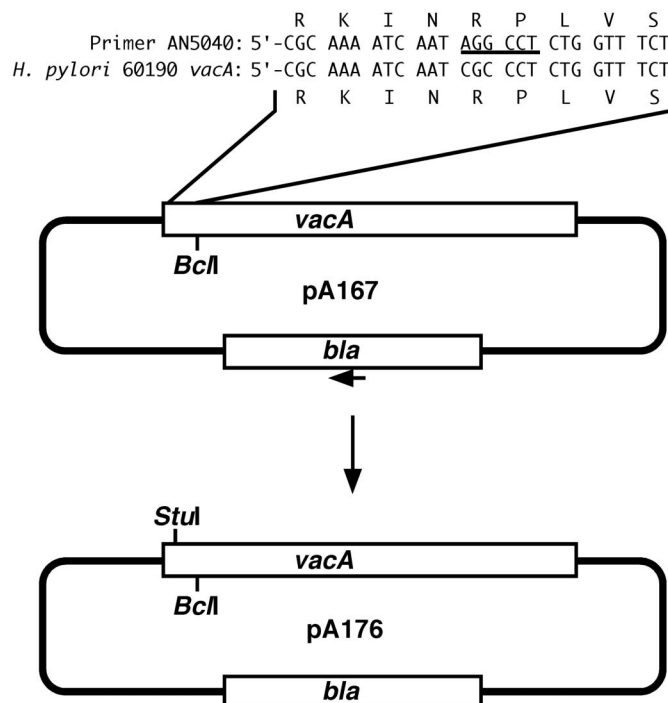 R K I N R P L V S
Primer AN5040: 5'-CGC AAA ATC AAT AGG CCT CTG GTT TCT
H. pylori 60190 vacA: 5'-CGC AAA ATC AAT CGC CCT CTG GTT TCT
R K I N R P L V S
vacA
BclI
pA167
bla
StuI
vacA
BclI
pA176
bla